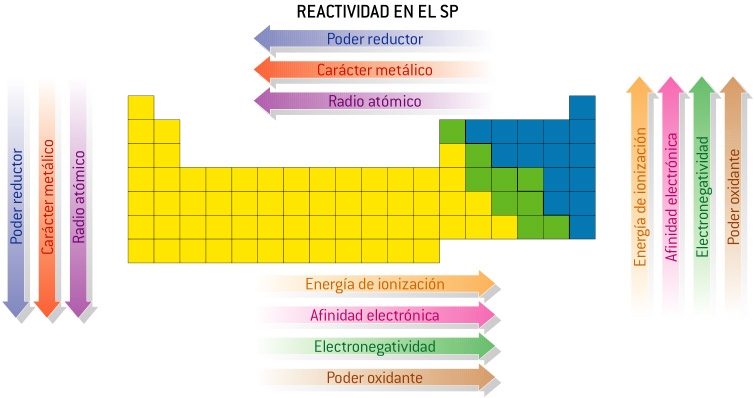 REACTIVIDAD EN EL SP
Poder reductor
Carácter metálico
Radio atómico
Poder reductor
Carácter metálico
Radio atómico
Energía de ionización
Afinidad electrónica
Electronegatividad
Poder oxidante
Energía de ionización
Afinidad electrónica
Electronegatividad
Poder oxidante